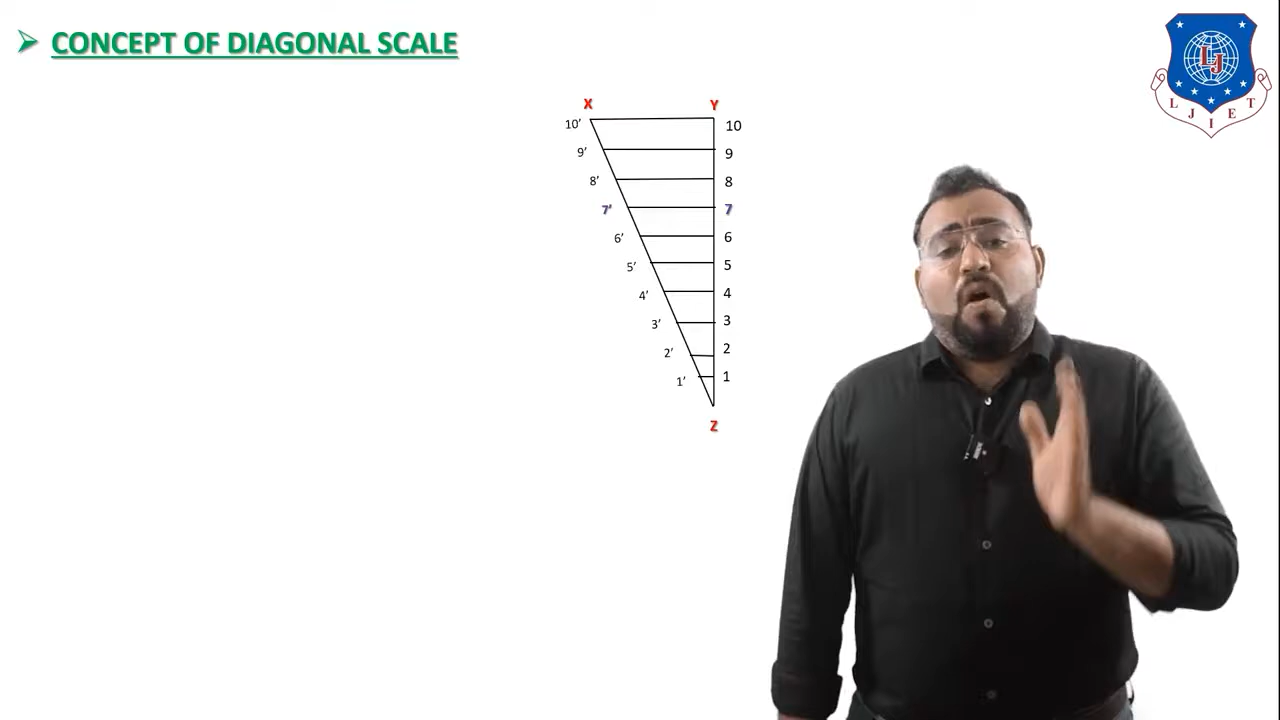 ➢ CONCEPT OF DIAGONAL SCALE
LJ
L J I E T
X Y
10' 10
9' 9
8' 8
7' 7
6' 6
5' 5
4' 4
3' 3
2' 2
1' 1
Z